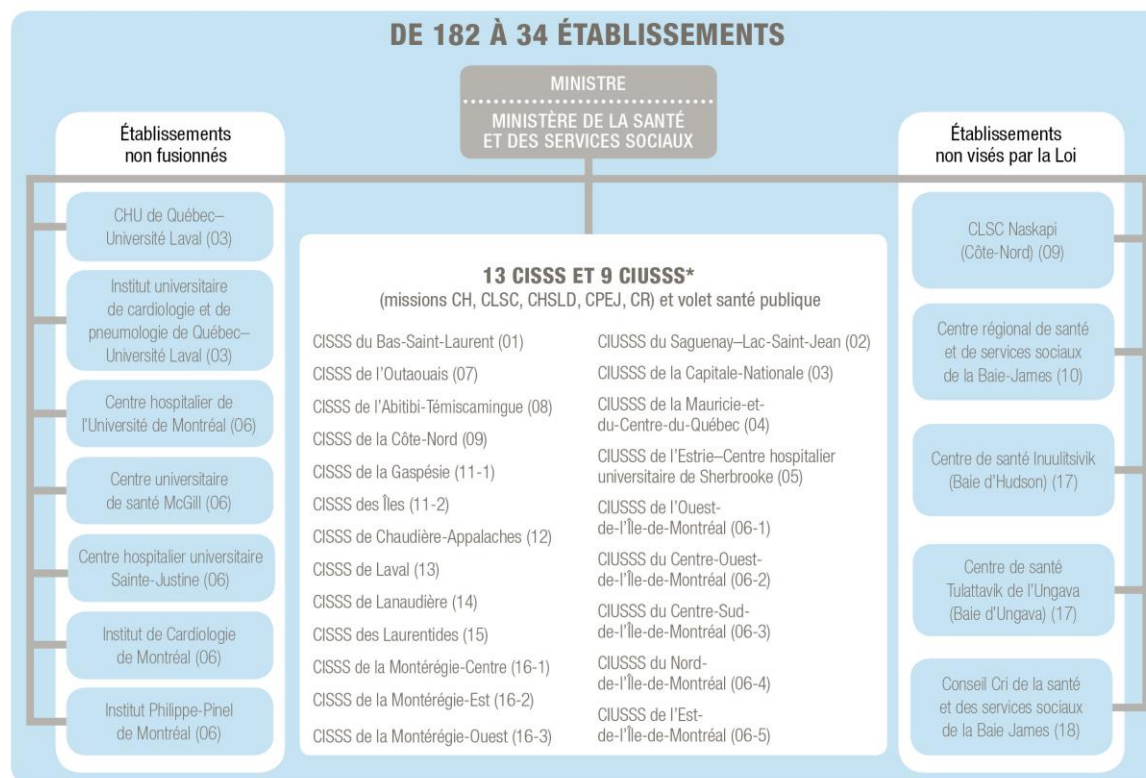 DE 182 À 34 ÉTABLISSEMENTS
MINISTRE
MINISTÈRE DE LA SANTÉ
ET DES SERVICES SOCIAUX
Établissements
non fusionnés
CHU de Québec–
Université Laval (03)
Institut universitaire
de cardiologie et de
pneumologie de Québec–
Université Laval (03)
Centre hospitalier de
l'Université de Montréal (06)
Centre universitaire
de santé McGill (06)
Centre hospitalier universitaire
Sainte-Justine (06)
Institut de Cardiologie
de Montréal (06)
Institut Philippe-Pinel
de Montréal (06)
13 CISSS ET 9 CIUSSS*
(missions CH, CLSC, CHSLD, CPEJ, CR) et volet santé publique
CISSS du Bas-Saint-Laurent (01)
CISSS de l'Outaouais (07)
CISSS de l'Abitibi-Témiscamingue (08)
CISSS de la Côte-Nord (09)
CISSS de la Gaspésie (11-1)
CISSS des Îles (11-2)
CISSS de Chaudière-Appalaches (12)
CISSS de Laval (13)
CISSS de Lanaudière (14)
CISSS des Laurentides (15)
CISSS de la Montérégie-Centre (16-1)
CISSS de la Montérégie-Est (16-2)
CISSS de la Montérégie-Ouest (16-3)
CIUSSS du Saguenay–Lac-Saint-Jean (02)
CIUSSS de la Capitale-Nationale (03)
CIUSSS de la Mauricie-et-
du-Centre-du-Québec (04)
CIUSSS de l'Estrie–Centre hospitalier
universitaire de Sherbrooke (05)
CIUSSS de l'Ouest-
de-l'Île-de-Montréal (06-1)
CIUSSS du Centre-Ouest-
de-l'Île-de-Montréal (06-2)
CIUSSS du Centre-Sud-
de-l'Île-de-Montréal (06-3)
CIUSSS du Nord-
de-l'Île-de-Montréal (06-4)
CIUSSS de l'Est-
de-l'Île-de-Montréal (06-5)
Établissements
non visés par la Loi
CLSC Naskapi
(Côte-Nord) (09)
Centre régional de santé
et de services sociaux
de la Baie-James (10)
Centre de santé Inuulitsivik
(Baie d'Hudson) (17)
Centre de santé
Tulattavik de l'Ungava
(Baie d'Ungava) (17)
Conseil Cri de la santé
et des services sociaux
de la Baie James (18)